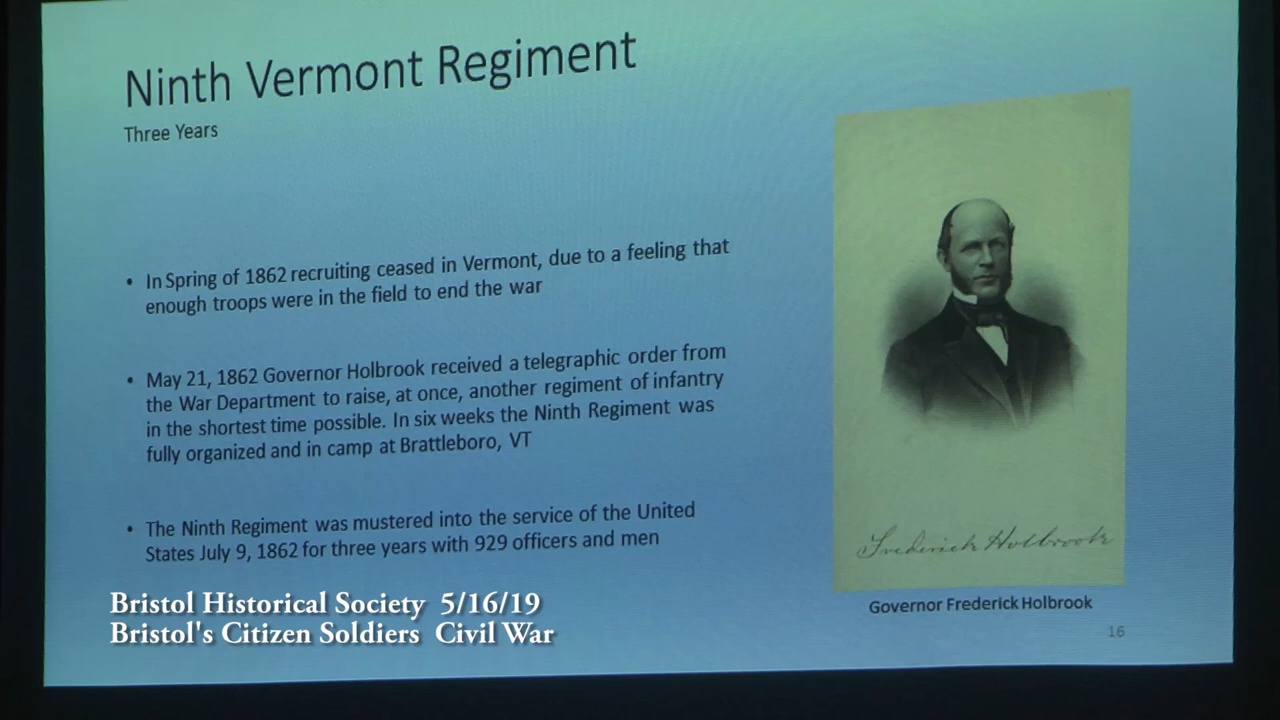 Ninth Vermont Regiment
Three Years
• In Spring of 1862 recruiting ceased in Vermont, due to a feeling that
enough troops were in the field to end the war
• May 21, 1862 Governor Holbrook received a telegraphic order from
the War Department to raise, at once, another regiment of infantry
in the shortest time possible. In six weeks the Ninth Regiment was
fully organized and in camp at Brattleboro, VT
• The Ninth Regiment was mustered into the service of the United
States July 9, 1862 for three years with 929 officers and men
Frederick Holbrook
Governor Frederick Holbrook
16
Bristol Historical Society 5/16/19
Bristol's Citizen Soldiers Civil War